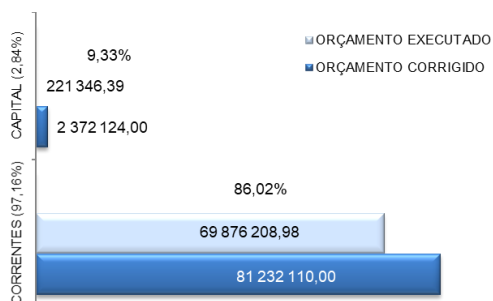 ORÇAMENTO EXECUTADO
ORÇAMENTO CORRIGIDO
CAPITAL (2,84%)
9,33%
221 346,39
2 372 124,00
CORRENTES (97,16%)
86,02%
69 876 208,98
81 232 110,00